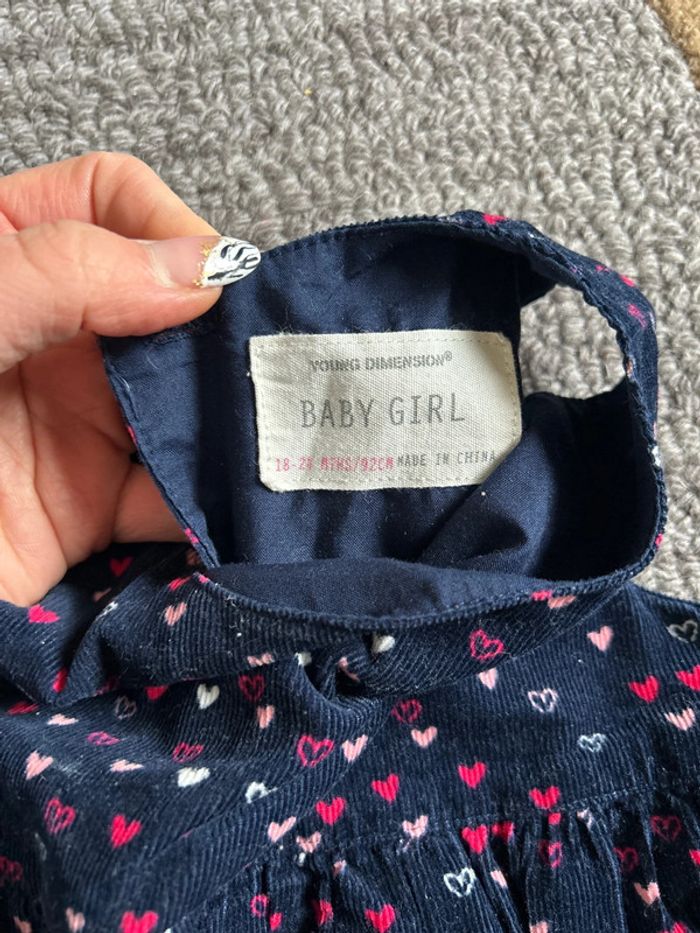 YOUNG DIMENSION®
BABY GIRL
18-24 MTHS/92CM MADE IN CHINA